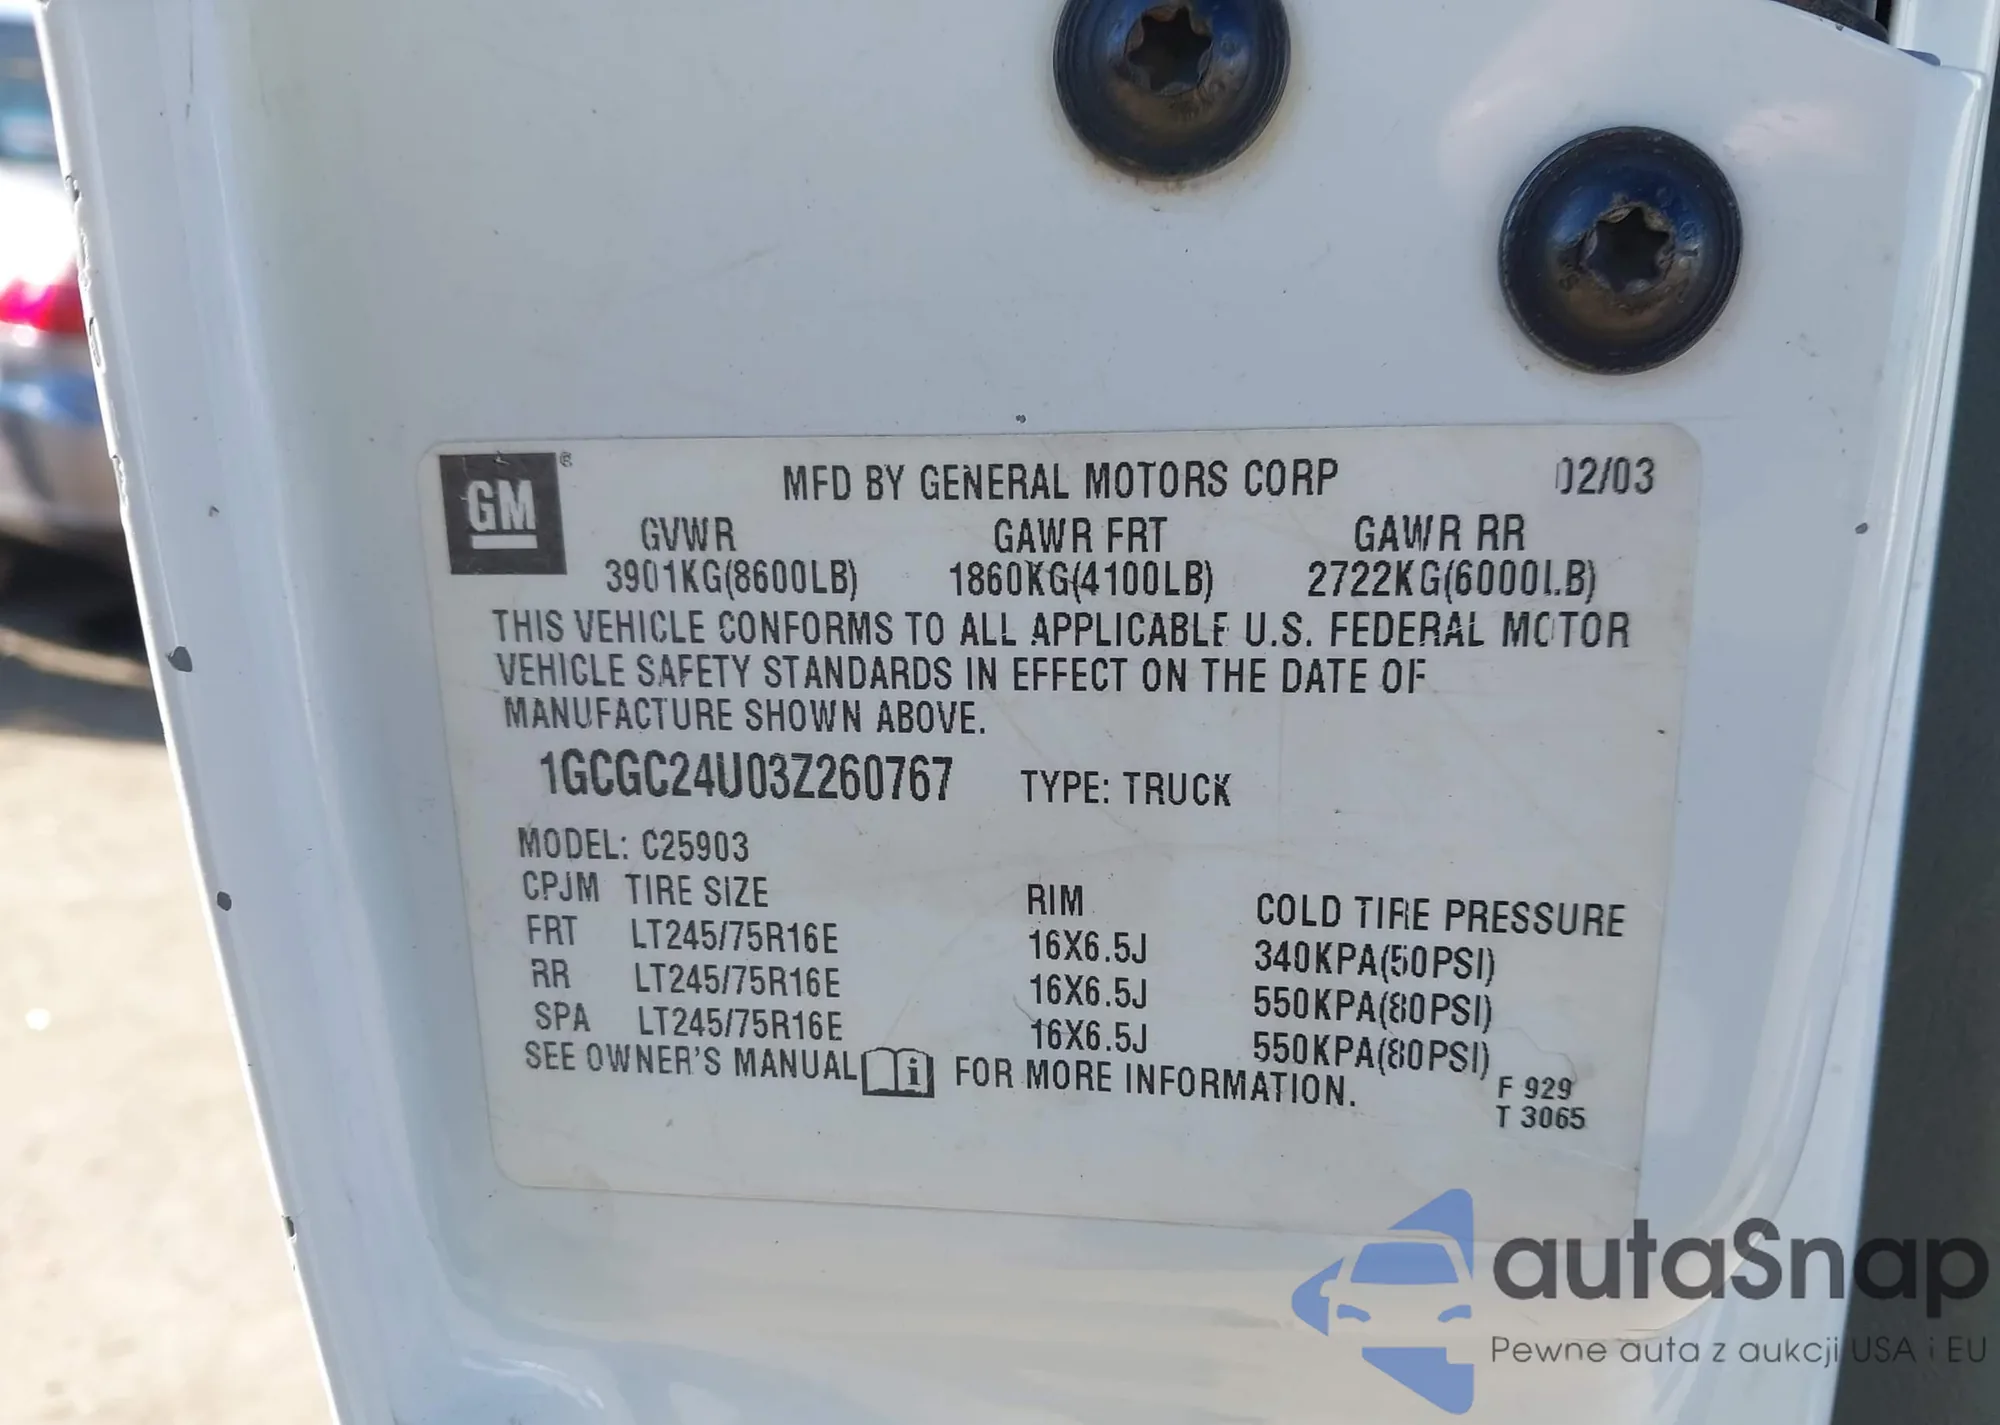 GM ®
MFD BY GENERAL MOTORS CORP 02/03
GVWR GAWR FRT GAWR RR
3901KG(8600LB) 1860KG(4100LB) 2722KG(6000LB)
THIS VEHICLE CONFORMS TO ALL APPLICABLE U.S. FEDERAL MOTOR
VEHICLE SAFETY STANDARDS IN EFFECT ON THE DATE OF
MANUFACTURE SHOWN ABOVE.
1GCGC24U03Z260767 TYPE: TRUCK
MODEL: C25903
CPJM TIRE SIZE RIM COLD TIRE PRESSURE
FRT LT245/75R16E 16X6.5J 340KPA(50PSI)
RR LT245/75R16E 16X6.5J 550KPA(80PSI)
SPA LT245/75R16E 16X6.5J 550KPA(80PSI)
SEE OWNER'S MANUAL i FOR MORE INFORMATION.
F 929
T 3065
autaSnap
Pewne auta z aukcji USA i EU